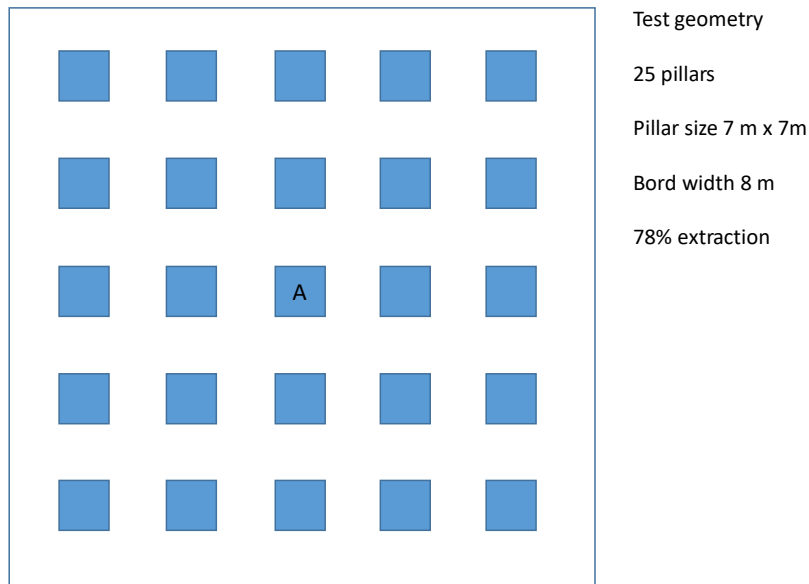 Test geometry
25 pillars
Pillar size 7 m x 7m
Bord width 8 m
78% extraction
A